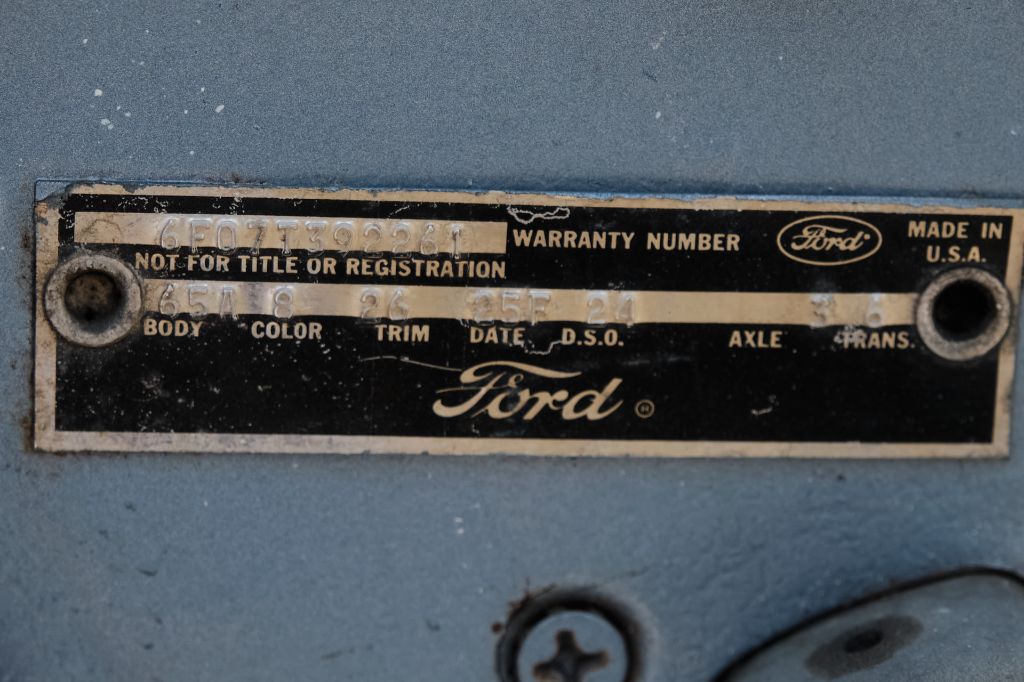 6F07T392261 WARRANTY NUMBER Ford MADE IN
U.S.A.
NOT FOR TITLE OR REGISTRATION
65A 8 26 25F 24 3 6
BODY COLOR TRIM DATE D.S.O. AXLE TRANS.
Ford ®